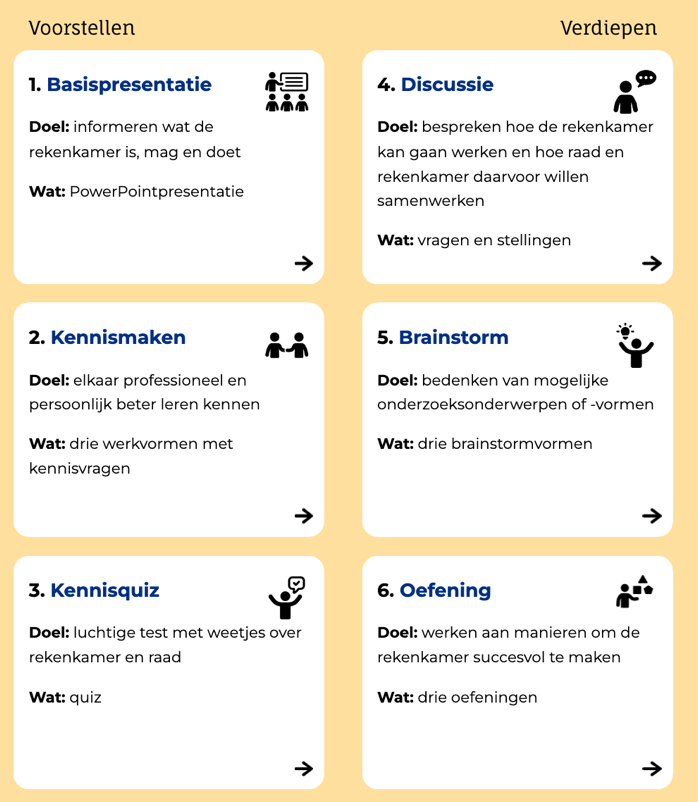 Voorstellen
1. Basispresentatie
Doel: informeren wat de
rekenkamer is, mag en doet
Wat: PowerPointpresentatie
2. Kennismaken
Doel: elkaar professioneel en
persoonlijk beter leren kennen
Wat: drie werkvormen met
kennisvragen
3. Kennisquiz
Doel: luchtige test met weetjes over
rekenkamer en raad
Wat: quiz
Verdiepen
4. Discussie
Doel: bespreken hoe de rekenkamer
kan gaan werken en hoe raad en
rekenkamer daarvoor willen
samenwerken
Wat: vragen en stellingen
5. Brainstorm
Doel: bedenken van mogelijke
onderzoeksonderwerpen of -vormen
Wat: drie brainstormvormen
6. Oefening
Doel: werken aan manieren om de
rekenkamer succesvol te maken
Wat: drie oefeningen